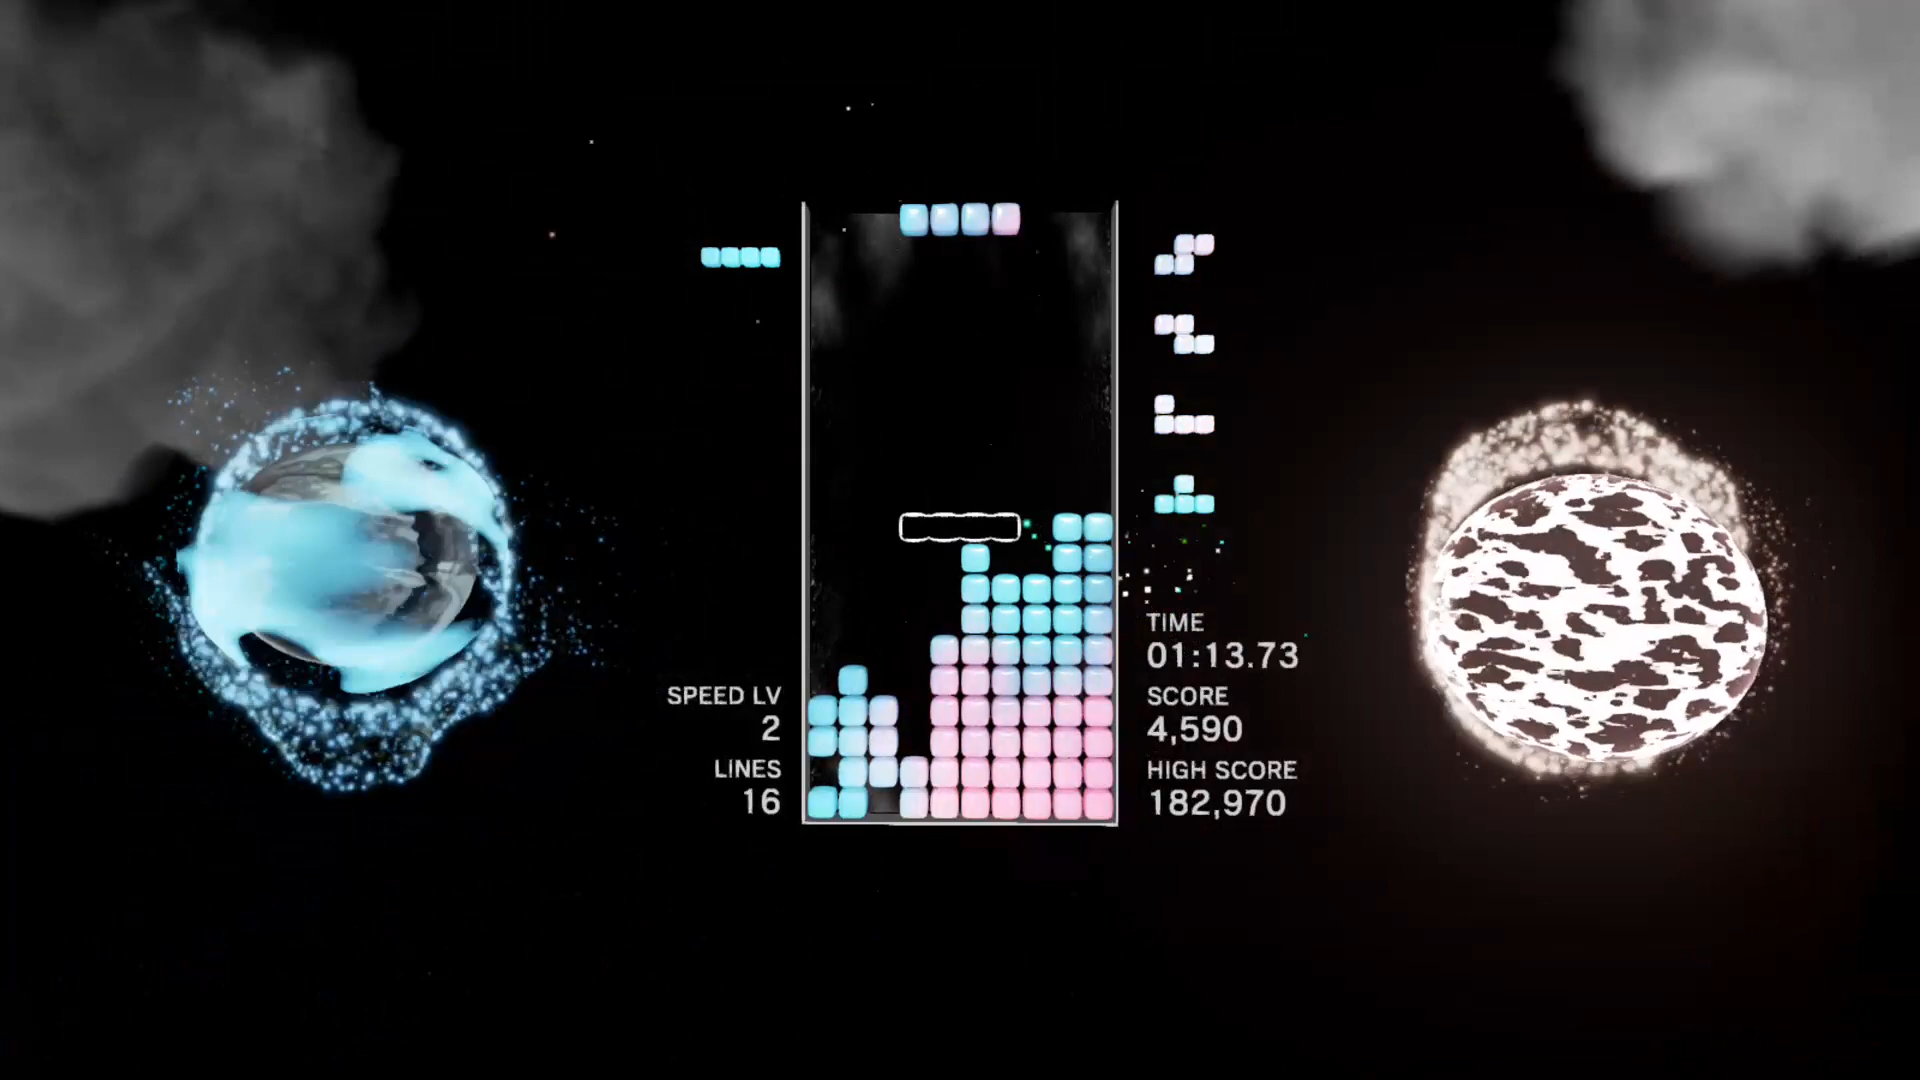 SPEED LV
2
LINES
16
TIME
01:13.73
SCORE
4,590
HIGH SCORE
182,970